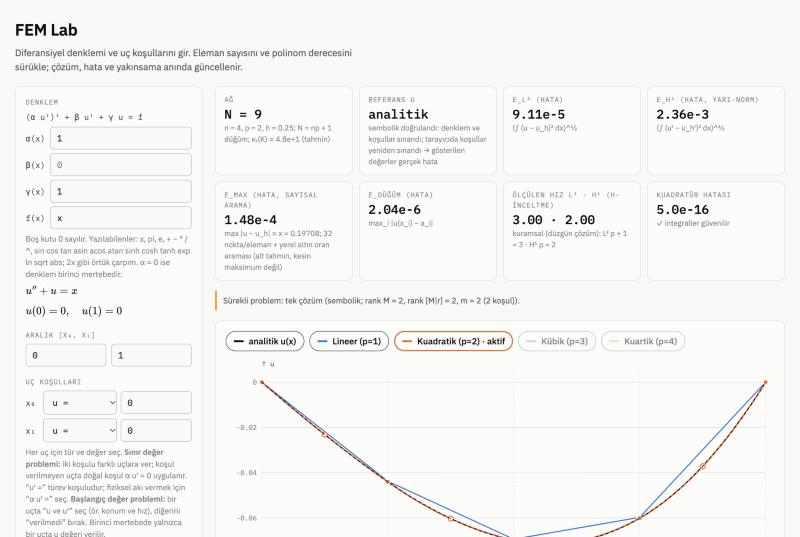 FEM Lab
Diferansiyel denklemi ve uç koşullarını gir. Eleman sayısını ve polinom derecesini
sürükle; çözüm, hata ve yakınsama anında güncellenir.
DENKLEM
(α u′)′ + β u′ + γ u = f
α(x) 1
β(x) 0
γ(x) 1
f(x) x
Boş kutu 0 sayılır. Yazılabilenler: x, pi, e, + − * /
^, sin cos tan asin acos atan sinh cosh tanh exp
ln sqrt abs; 2x gibi örtük çarpım. α = 0 ise
denklem birinci mertebedir.
u″ + u = x
u(0) = 0, u(1) = 0
ARALIK [X₀, X₁]
0 1
UÇ KOŞULLARI
x₀ u = 0
x₁ u = 0
Her uç için tür ve değer seç. Sınır değer
problemi: iki koşulu farklı uçlara ver; koşul
verilmeyen uçta doğal koşul α u′ = 0 uygulanır.
"u′ =" türev koşuludur; fiziksel akı vermek için
"α u′ =" seç. Başlangıç değer problemi: bir
uçta "u ve u′" seç (ör. konum ve hız), diğerini
"verilmedi" bırak. Birinci mertebede yalnızca
bir uçta u değeri verilir.
AĞ
N = 9
n = 4, p = 2, h = 0.25; N = np + 1
düğüm; κ₂(K) = 4.8e+1 (tahmin)
REFERANS U
analitik
sembolik doğrulandı: denklem ve
koşullar sınandı; tarayıcıda koşullar
yeniden sınandı → gösterilen
değerler gerçek hata
E_L² (HATA)
9.11e-5
(∫ (u − u_h)² dx)^½
E_H¹ (HATA, YARI-NORM)
2.36e-3
(∫ (u′ − u_h′)² dx)^½
E_MAX (HATA, SAYISAL
ARAMA)
1.48e-4
max |u − u_h| ≈ x = 0.19708; 32
nokta/eleman + yerel altın oran
araması (alt tahmin, kesin
maksimum değil)
E_DÜĞÜM (HATA)
2.04e-6
max_i |u(x_i) − a_i|
ÖLÇÜLEN HIZ L² · H¹ (H-
İNCELTME)
3.00 · 2.00
kuramsal (düzgün çözüm): L² p + 1
= 3 · H¹ p = 2
KUADRATÜR HATASI
5.0e-16
✓ integraller güvenilir
Sürekli problem: tek çözüm (sembolik; rank M = 2, rank [M|r] = 2, m = 2 (2 koşul)).
analitik u(x) Lineer (p=1) Kuadratik (p=2) · aktif Kübik (p=3) Kuartik (p=4)
↑ u
0
-0.02
-0.04
-0.06